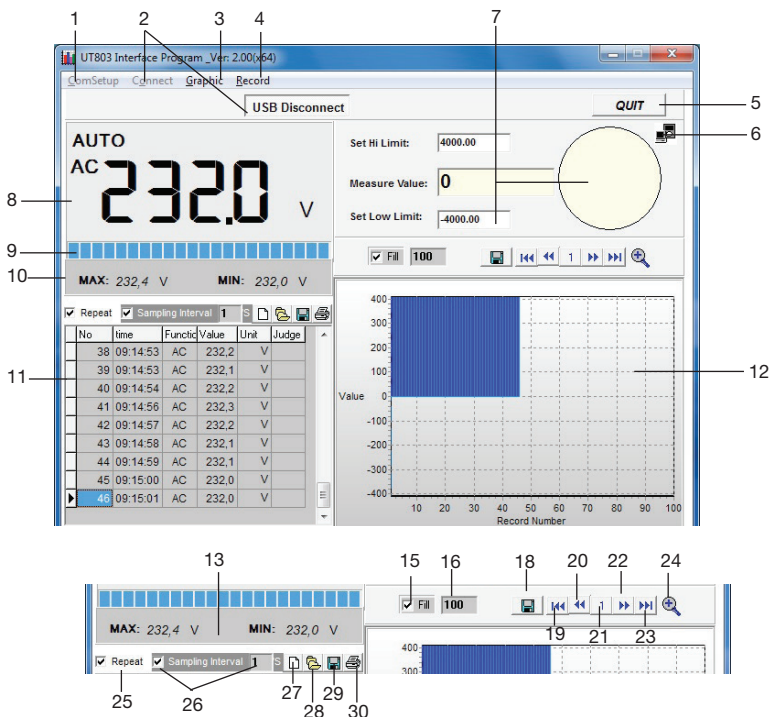 1 2 3 4 7
UT803 Interface Program _Ver: 2.00(x64)
ComSetup Connect Graphic Record
USB Disconnect QUIT 5
6
AUTO
AC 232.0 V
8
Set Hi Limit: 4000.00
Measure Value: 0
Set Low Limit: -4000.00
9
Fill 100 1
10 MAX: 232,4 V MIN: 232,0 V
Repeat Sampling Interval 1 S
No time Functic Value Unit Judge
38 09:14:53 AC 232,2 V
11 39 09:14:53 AC 232,1 V
40 09:14:54 AC 232,2 V
41 09:14:56 AC 232,3 V
42 09:14:57 AC 232,2 V
43 09:14:58 AC 232,1 V
44 09:14:59 AC 232,1 V
45 09:15:00 AC 232,0 V
46 09:15:01 AC 232,0 V
400
300
200
100 12
Value 0
-100
-200
-300
-400
10 20 30 40 50 60 70 80 90 100
Record Number
13 15 16 18 20 22 24
Fill 100 1
19 21 23
MAX: 232,4 V MIN: 232,0 V
Repeat Sampling Interval 1 S
400
300
25 26 27 28 29 30